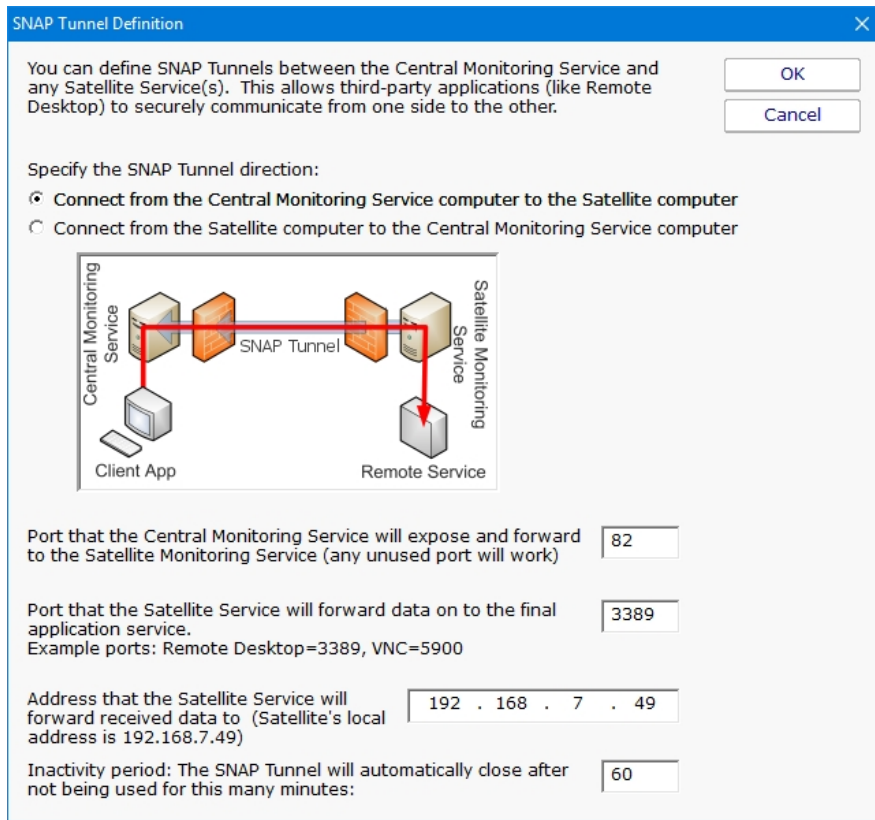 SNAP Tunnel Definition
You can define SNAP Tunnels between the Central Monitoring Service and
any Satellite Service(s).  This allows third-party applications (like Remote
Desktop) to securely communicate from one side to the other.
OK
Cancel
Specify the SNAP Tunnel direction:
Connect from the Central Monitoring Service computer to the Satellite computer
Connect from the Satellite computer to the Central Monitoring Service computer
Central Monitoring
Service
SNAP Tunnel
Satellite Monitoring
Service
Client App
Remote Service
Port that the Central Monitoring Service will expose and forward
to the Satellite Monitoring Service (any unused port will work)
82
Port that the Satellite Service will forward data on to the final
application service.
Example ports: Remote Desktop=3389, VNC=5900
3389
Address that the Satellite Service will
forward received data to  (Satellite's local
address is 192.168.7.49)
192 . 168 . 7 . 49
Inactivity period: The SNAP Tunnel will automatically close after
not being used for this many minutes:
60